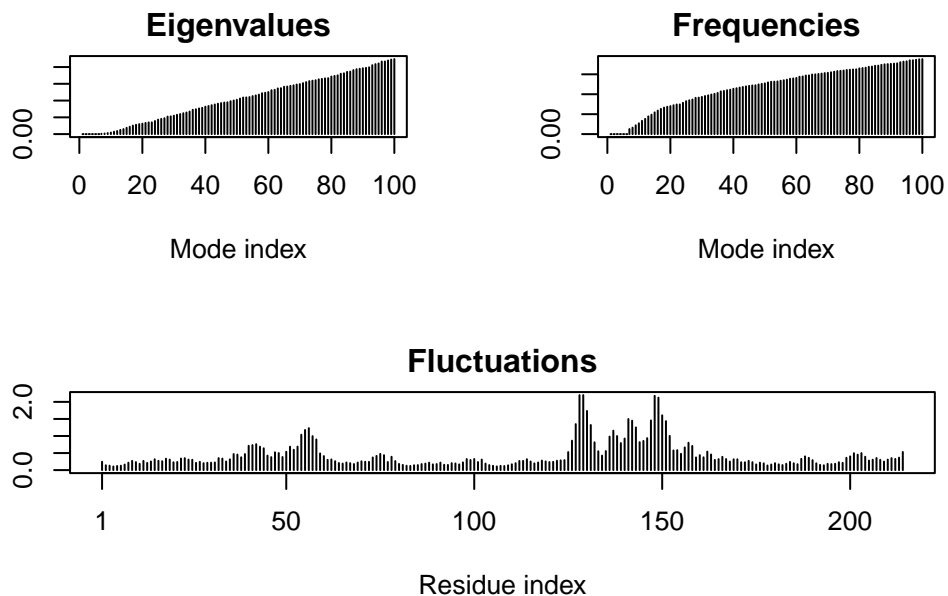 Eigenvalues
0.00
0 20 40 60 80 100
Mode index
Frequencies
0.00
0 20 40 60 80 100
Mode index
Fluctuations
0.0 2.0
1 50 100 150 200
Residue index